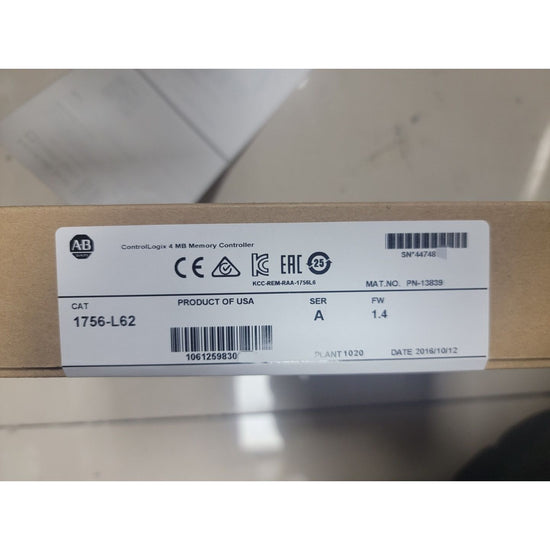 AB
ControlLogix 4 MB Memory Controller
SN*44748
CE EAC 25
KCC-REM-RAA-1756L6
MAT.NO. PN-13839
CAT
1756-L62
PRODUCT OF USA
SER
A
FW
1.4
1061259830
PLANT 1020
DATE 2016/10/12